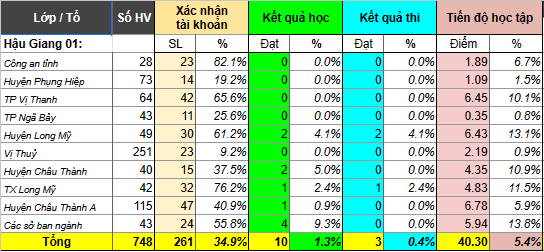 Lớp / Tổ Số HV Xác nhận tài khoản Kết quả học Kết quả thi Tiến độ học tập
Hậu Giang 01: SL % Đạt % Đạt % Điểm %
Công an tỉnh 28 23 82.1% 0 0.0% 0 0.0% 1.89 6.7%
Huyện Phụng Hiệp 73 14 19.2% 0 0.0% 0 0.0% 1.09 1.5%
TP Vị Thanh 64 42 65.6% 0 0.0% 0 0.0% 6.45 10.1%
TP Ngã Bảy 43 11 25.6% 0 0.0% 0 0.0% 0.35 0.8%
Huyện Long Mỹ 49 30 61.2% 2 4.1% 2 4.1% 6.43 13.1%
Vị Thuỷ 251 23 9.2% 0 0.0% 0 0.0% 2.19 0.9%
Huyện Châu Thành 40 15 37.5% 2 5.0% 0 0.0% 4.35 10.9%
TX Long Mỹ 42 32 76.2% 1 2.4% 1 2.4% 4.83 11.5%
Huyện Châu Thành A 115 47 40.9% 1 0.9% 0 0.0% 6.78 5.9%
Các sở ban ngành 43 24 55.8% 4 9.3% 0 0.0% 5.94 13.8%
Tổng 748 261 34.9% 10 1.3% 3 0.4% 40.30 5.4%